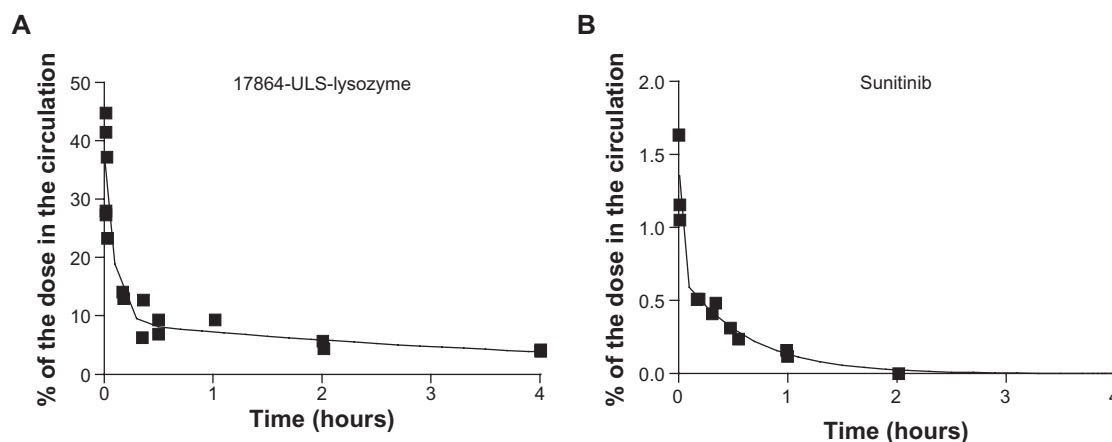 A
17864-ULS-lysozyme
% of the dose in the circulation
50
40
30
20
10
0
0 1 2 3 4
Time (hours)
B
Sunitinib
% of the dose in the circulation
2.0
1.5
1.0
0.5
0.0
0 1 2 3 4
Time (hours)